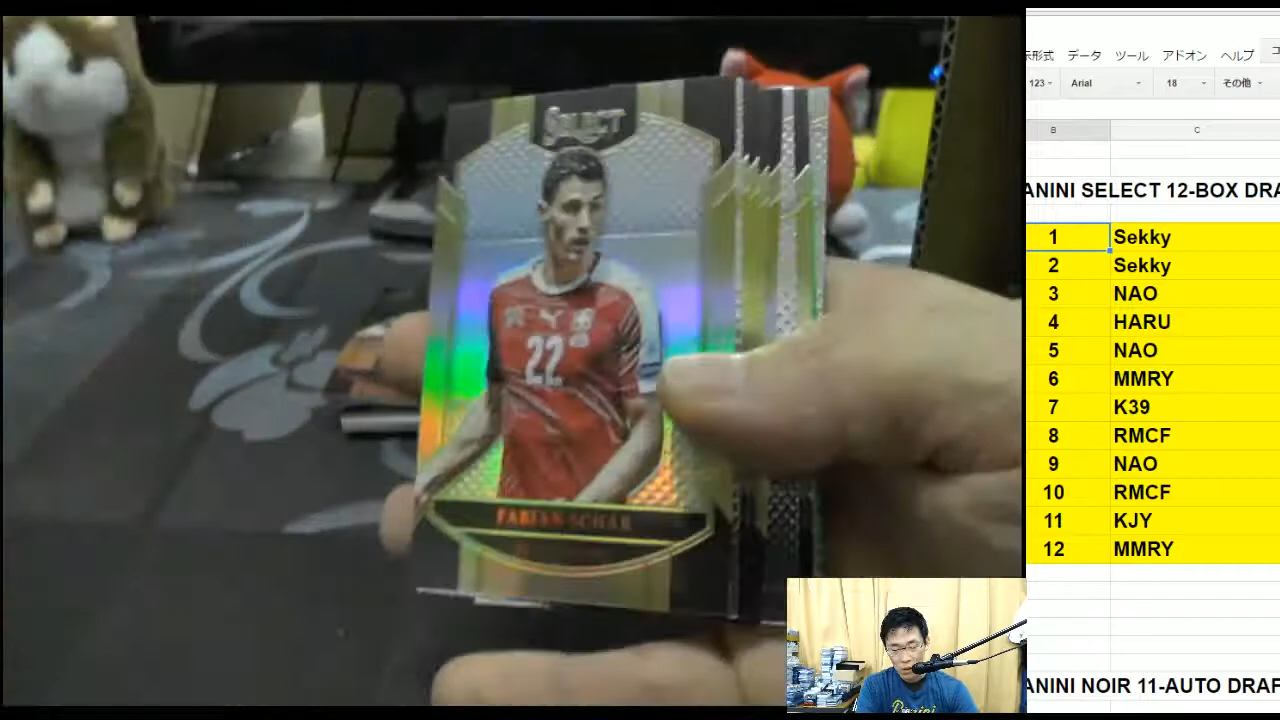 示形式 データ ツール アドオン ヘルプ コ
123 Arial 18 その他
B C
ANINI SELECT 12-BOX DRA
1 Sekky
2 Sekky
3 NAO
4 HARU
5 NAO
6 MMRY
7 K39
8 RMCF
9 NAO
10 RMCF
11 KJY
12 MMRY
ANINI NOIR 11-AUTO DRAF
SELECT
22
FABIAN SCHÄR
Panini